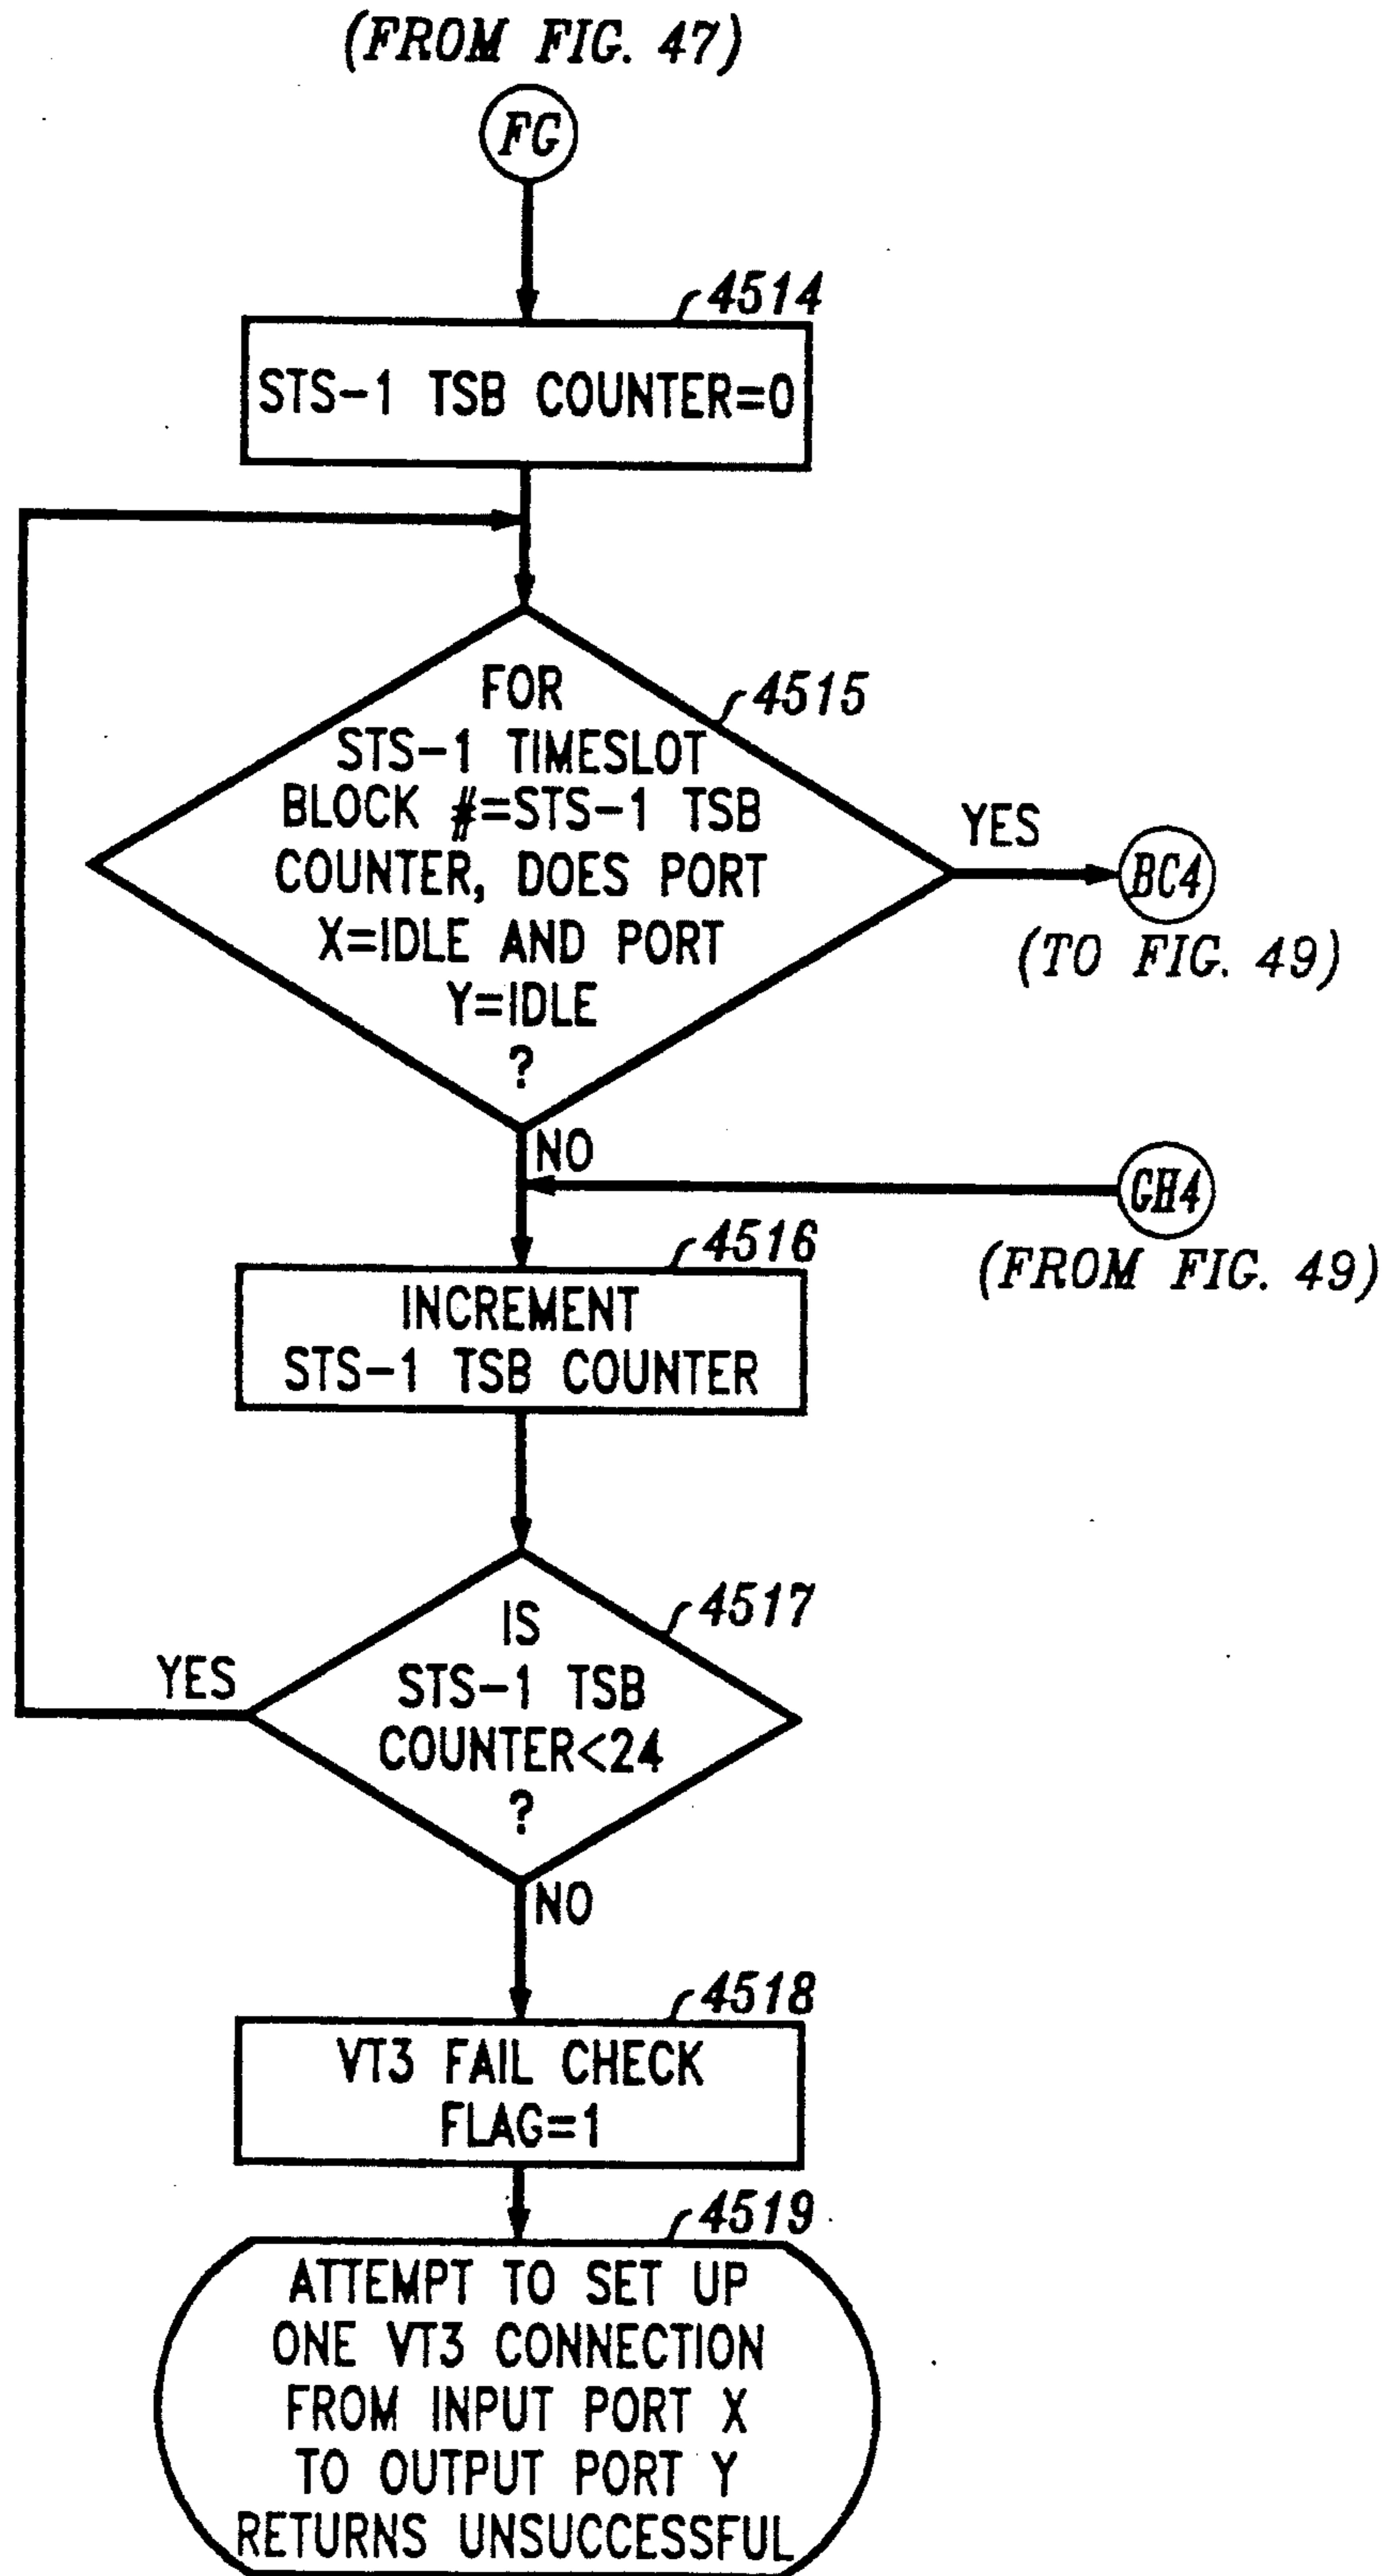 (FROM FIG. 47)
FG
4514
STS-1 TSB COUNTER=0
4515
FOR
STS-1 TIMESLOT
BLOCK #=STS-1 TSB
COUNTER, DOES PORT
X=IDLE AND PORT
Y=IDLE
?
YES
BC4
(TO FIG. 49)
NO
GH4
(FROM FIG. 49)
4516
INCREMENT
STS-1 TSB COUNTER
4517
IS
STS-1 TSB
COUNTER<24
?
YES
NO
4518
VT3 FAIL CHECK
FLAG=1
4519
ATTEMPT TO SET UP
ONE VT3 CONNECTION
FROM INPUT PORT X
TO OUTPUT PORT Y
RETURNS UNSUCCESSFUL